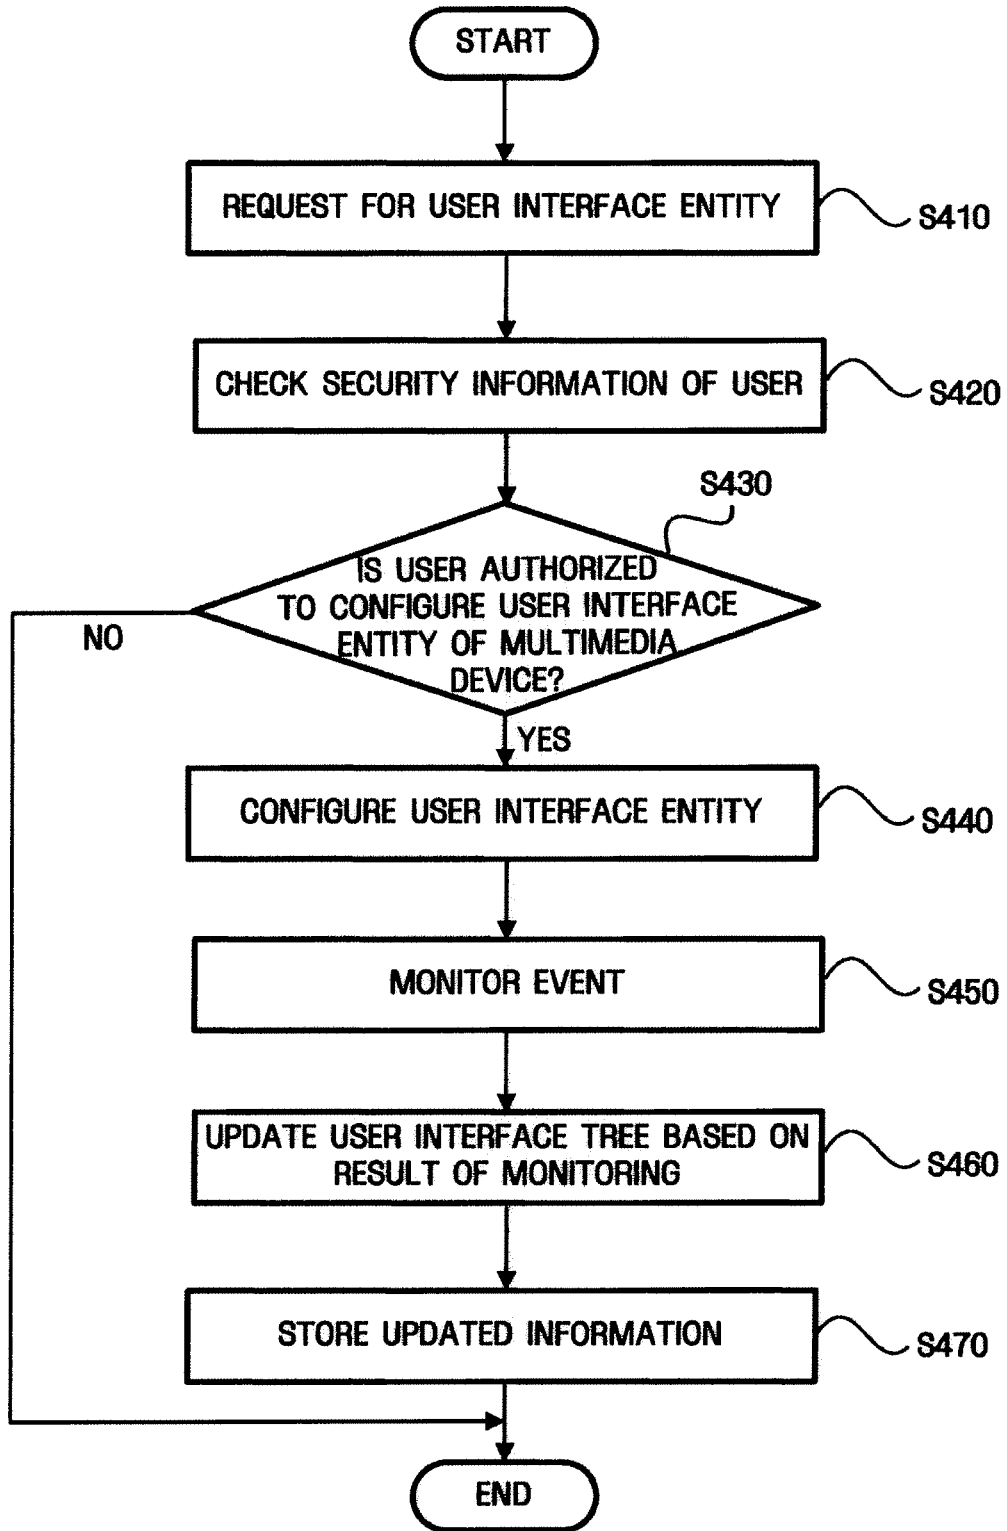 START
REQUEST FOR USER INTERFACE ENTITY
S410
CHECK SECURITY INFORMATION OF USER
S420
S430
IS USER AUTHORIZED
TO CONFIGURE USER INTERFACE
ENTITY OF MULTIMEDIA
DEVICE?
NO
YES
CONFIGURE USER INTERFACE ENTITY
S440
MONITOR EVENT
S450
UPDATE USER INTERFACE TREE BASED ON
RESULT OF MONITORING
S460
STORE UPDATED INFORMATION
S470
END